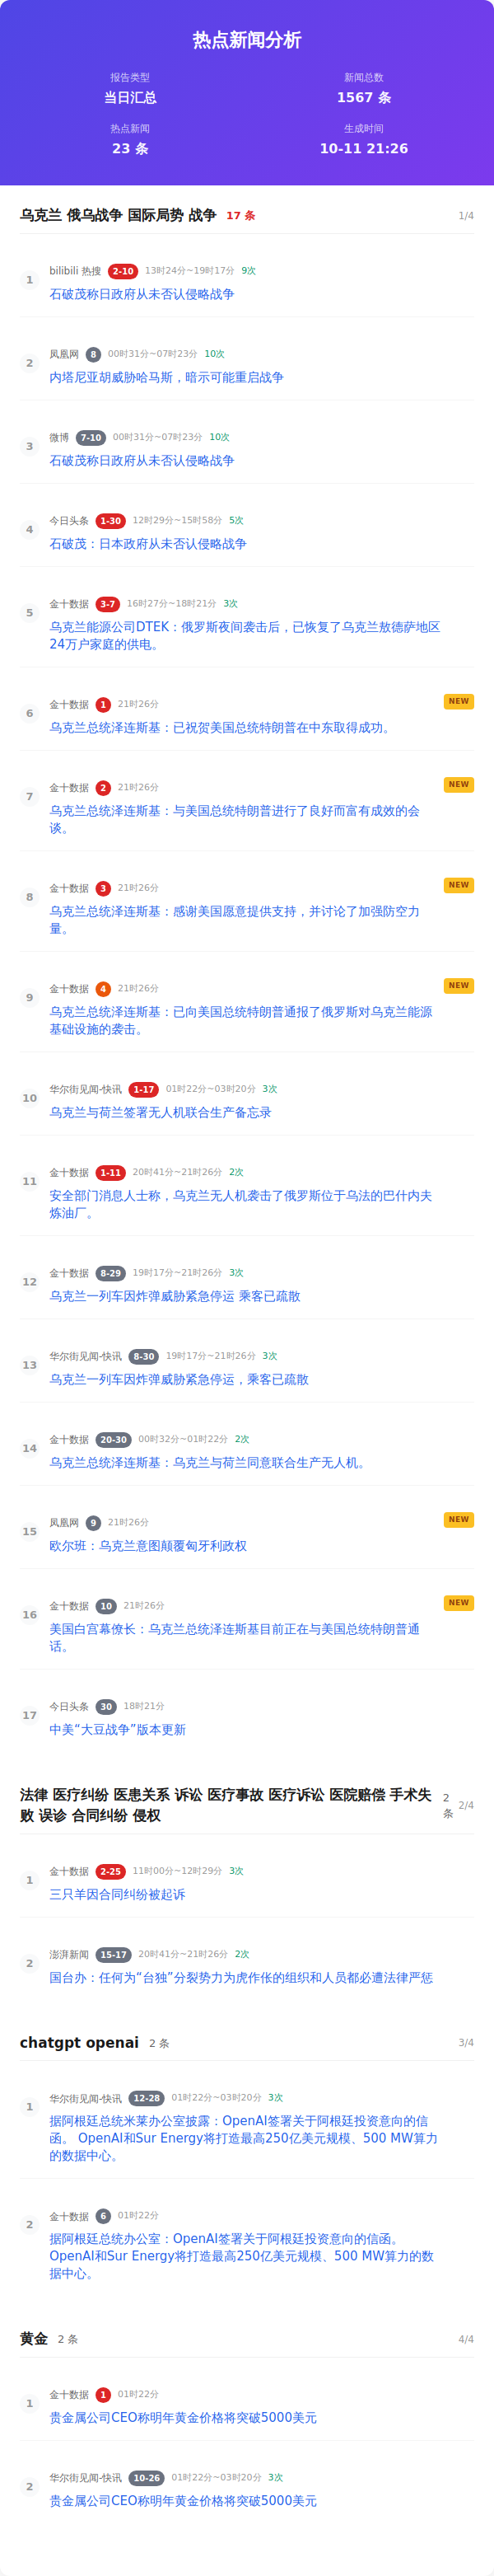 热点新闻分析
报告类型
当日汇总
新闻总数
1567 条
热点新闻
23 条
生成时间
10-11 21:26
乌克兰 俄乌战争 国际局势 战争 17 条 1/4
1
bilibili 热搜 2-10 13时24分~19时17分 9次
石破茂称日政府从未否认侵略战争
2
凤凰网 8 00时31分~07时23分 10次
内塔尼亚胡威胁哈马斯，暗示可能重启战争
3
微博 7-10 00时31分~07时23分 10次
石破茂称日政府从未否认侵略战争
4
今日头条 1-30 12时29分~15时58分 5次
石破茂：日本政府从未否认侵略战争
5
金十数据 3-7 16时27分~18时21分 3次
乌克兰能源公司DTEK：俄罗斯夜间袭击后，已恢复了乌克兰敖德萨地区
24万户家庭的供电。
6
金十数据 1 21时26分 NEW
乌克兰总统泽连斯基：已祝贺美国总统特朗普在中东取得成功。
7
金十数据 2 21时26分 NEW
乌克兰总统泽连斯基：与美国总统特朗普进行了良好而富有成效的会
谈。
8
金十数据 3 21时26分 NEW
乌克兰总统泽连斯基：感谢美国愿意提供支持，并讨论了加强防空力
量。
9
金十数据 4 21时26分 NEW
乌克兰总统泽连斯基：已向美国总统特朗普通报了俄罗斯对乌克兰能源
基础设施的袭击。
10
华尔街见闻-快讯 1-17 01时22分~03时20分 3次
乌克兰与荷兰签署无人机联合生产备忘录
11
金十数据 1-11 20时41分~21时26分 2次
安全部门消息人士称，乌克兰无人机袭击了俄罗斯位于乌法的巴什内夫
炼油厂。
12
金十数据 8-29 19时17分~21时26分 3次
乌克兰一列车因炸弹威胁紧急停运 乘客已疏散
13
华尔街见闻-快讯 8-30 19时17分~21时26分 3次
乌克兰一列车因炸弹威胁紧急停运，乘客已疏散
14
金十数据 20-30 00时32分~01时22分 2次
乌克兰总统泽连斯基：乌克兰与荷兰同意联合生产无人机。
15
凤凰网 9 21时26分 NEW
欧尔班：乌克兰意图颠覆匈牙利政权
16
金十数据 10 21时26分 NEW
美国白宫幕僚长：乌克兰总统泽连斯基目前正在与美国总统特朗普通
话。
17
今日头条 30 18时21分
中美“大豆战争”版本更新
法律 医疗纠纷 医患关系 诉讼 医疗事故 医疗诉讼 医院赔偿 手术失
败 误诊 合同纠纷 侵权
2
条
2/4
1
金十数据 2-25 11时00分~12时29分 3次
三只羊因合同纠纷被起诉
2
澎湃新闻 15-17 20时41分~21时26分 2次
国台办：任何为“台独”分裂势力为虎作伥的组织和人员都必遭法律严惩
chatgpt openai 2 条 3/4
1
华尔街见闻-快讯 12-28 01时22分~03时20分 3次
据阿根廷总统米莱办公室披露：OpenAI签署关于阿根廷投资意向的信
函。 OpenAI和Sur Energy将打造最高250亿美元规模、500 MW算力
的数据中心。
2
金十数据 6 01时22分
据阿根廷总统办公室：OpenAI签署关于阿根廷投资意向的信函。
OpenAI和Sur Energy将打造最高250亿美元规模、500 MW算力的数
据中心。
黄金 2 条 4/4
1
金十数据 1 01时22分
贵金属公司CEO称明年黄金价格将突破5000美元
2
华尔街见闻-快讯 10-26 01时22分~03时20分 3次
贵金属公司CEO称明年黄金价格将突破5000美元